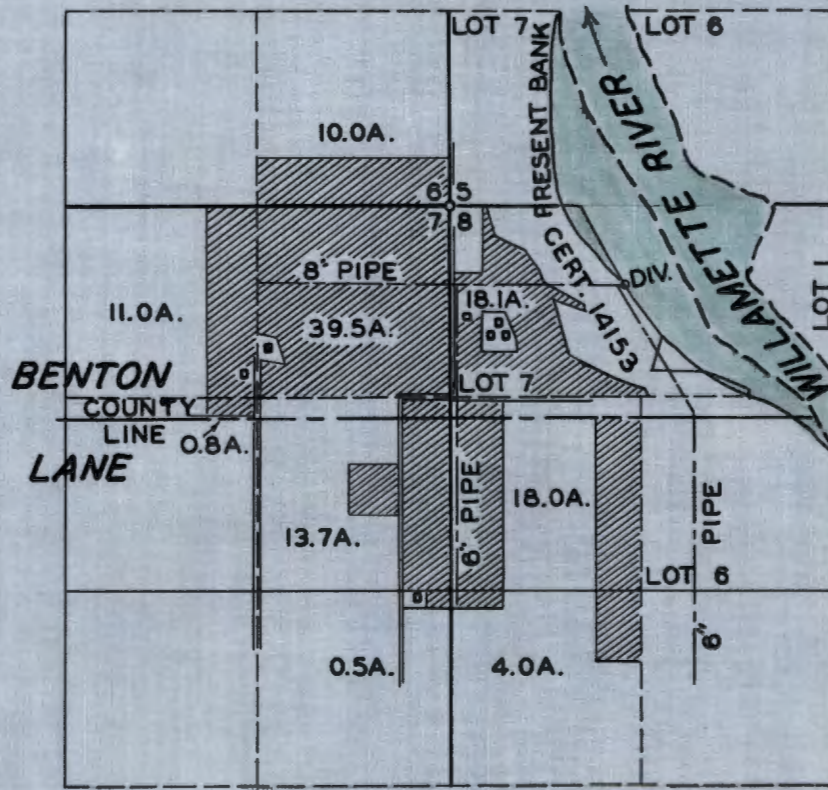 LOT 7
LOT 6
PRESENT BANK
WILLAMETTE RIVER
10.0A.
6 5
7 8
CERT. 14153
8" PIPE
DIV.
LOT 1
11.0A.
39.5A.
18.1A.
WILLAMETTE
BENTON
COUNTY
LINE
LANE
0.8A.
LOT 7
13.7A.
6" PIPE
18.0A.
PIPE
6"
LOT 6
0.5A.
4.0A.